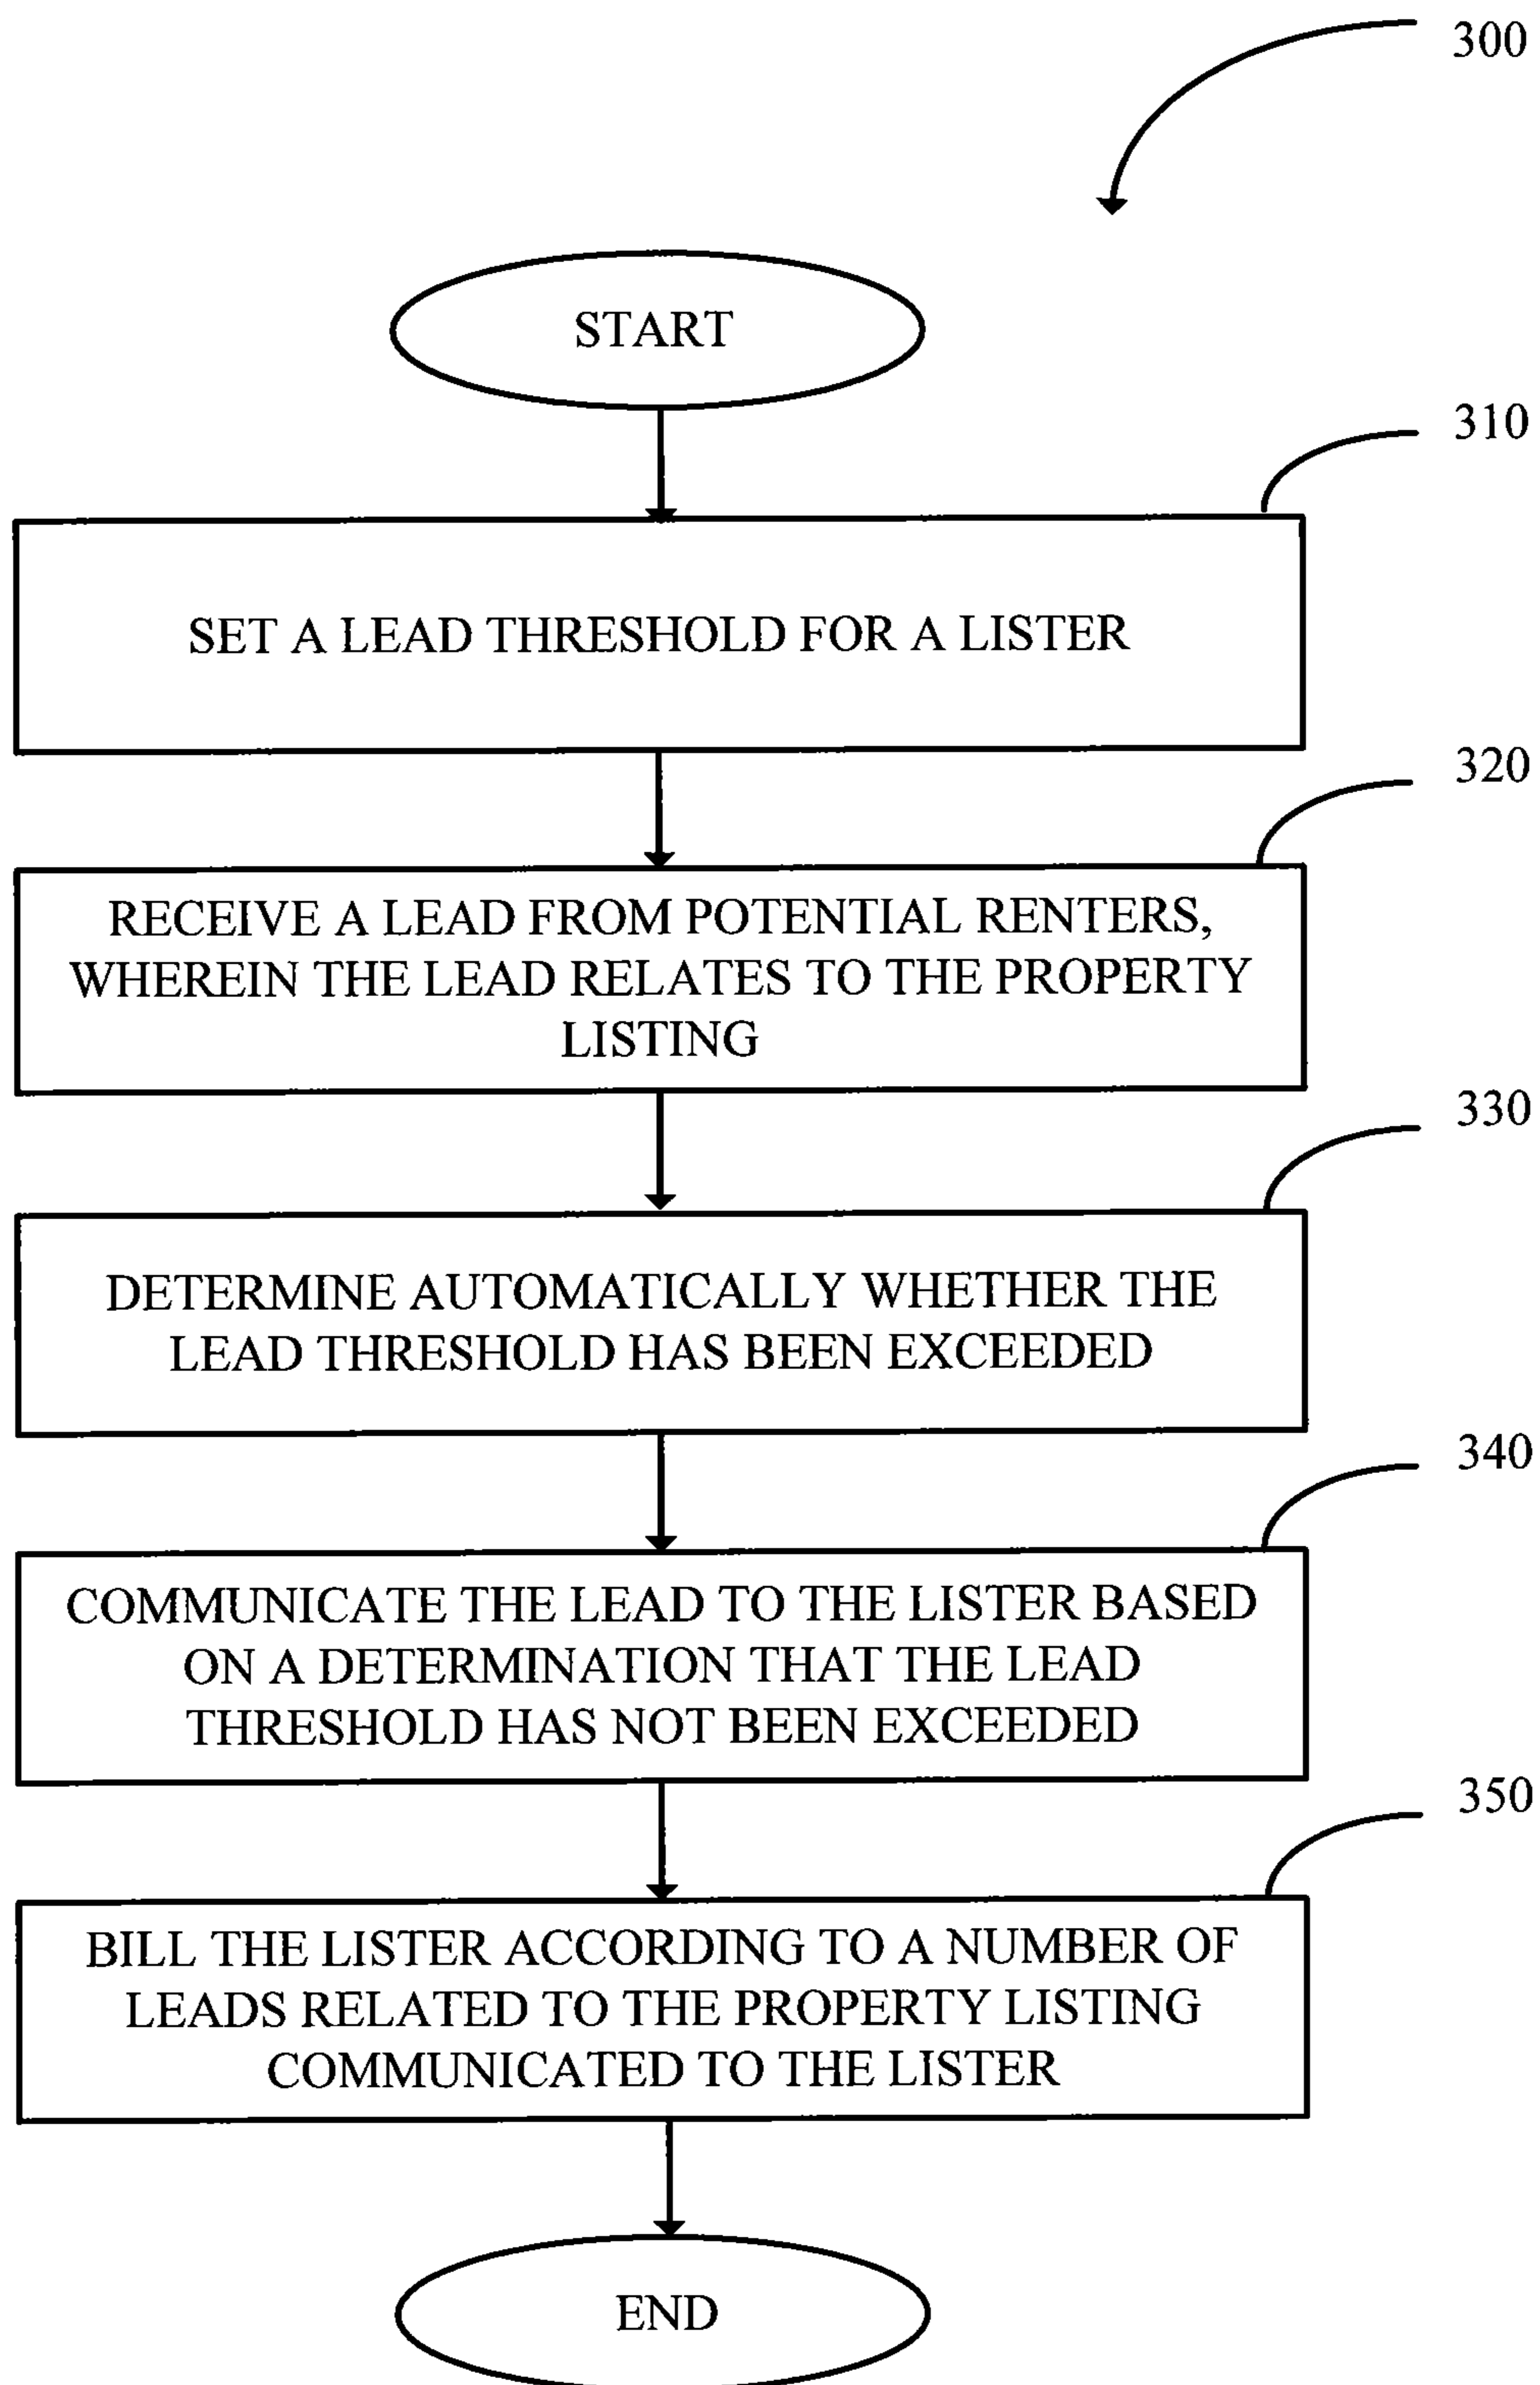 300
START
310
SET A LEAD THRESHOLD FOR A LISTER
320
RECEIVE A LEAD FROM POTENTIAL RENTERS,
WHEREIN THE LEAD RELATES TO THE PROPERTY
LISTING
330
DETERMINE AUTOMATICALLY WHETHER THE
LEAD THRESHOLD HAS BEEN EXCEEDED
340
COMMUNICATE THE LEAD TO THE LISTER BASED
ON A DETERMINATION THAT THE LEAD
THRESHOLD HAS NOT BEEN EXCEEDED
350
BILL THE LISTER ACCORDING TO A NUMBER OF
LEADS RELATED TO THE PROPERTY LISTING
COMMUNICATED TO THE LISTER
END